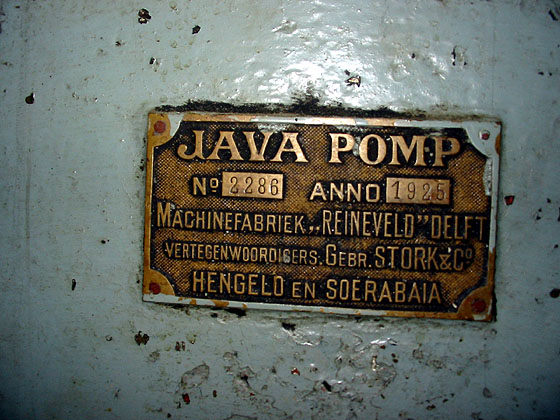 JAVA POMP
No 2286 ANNO 1925
MACHINEFABRIEK „REINEVELD" DELFT
VERTEGENWOORDIGERS. GEBR. STORK & Co
HENGELO EN SOERABAIA